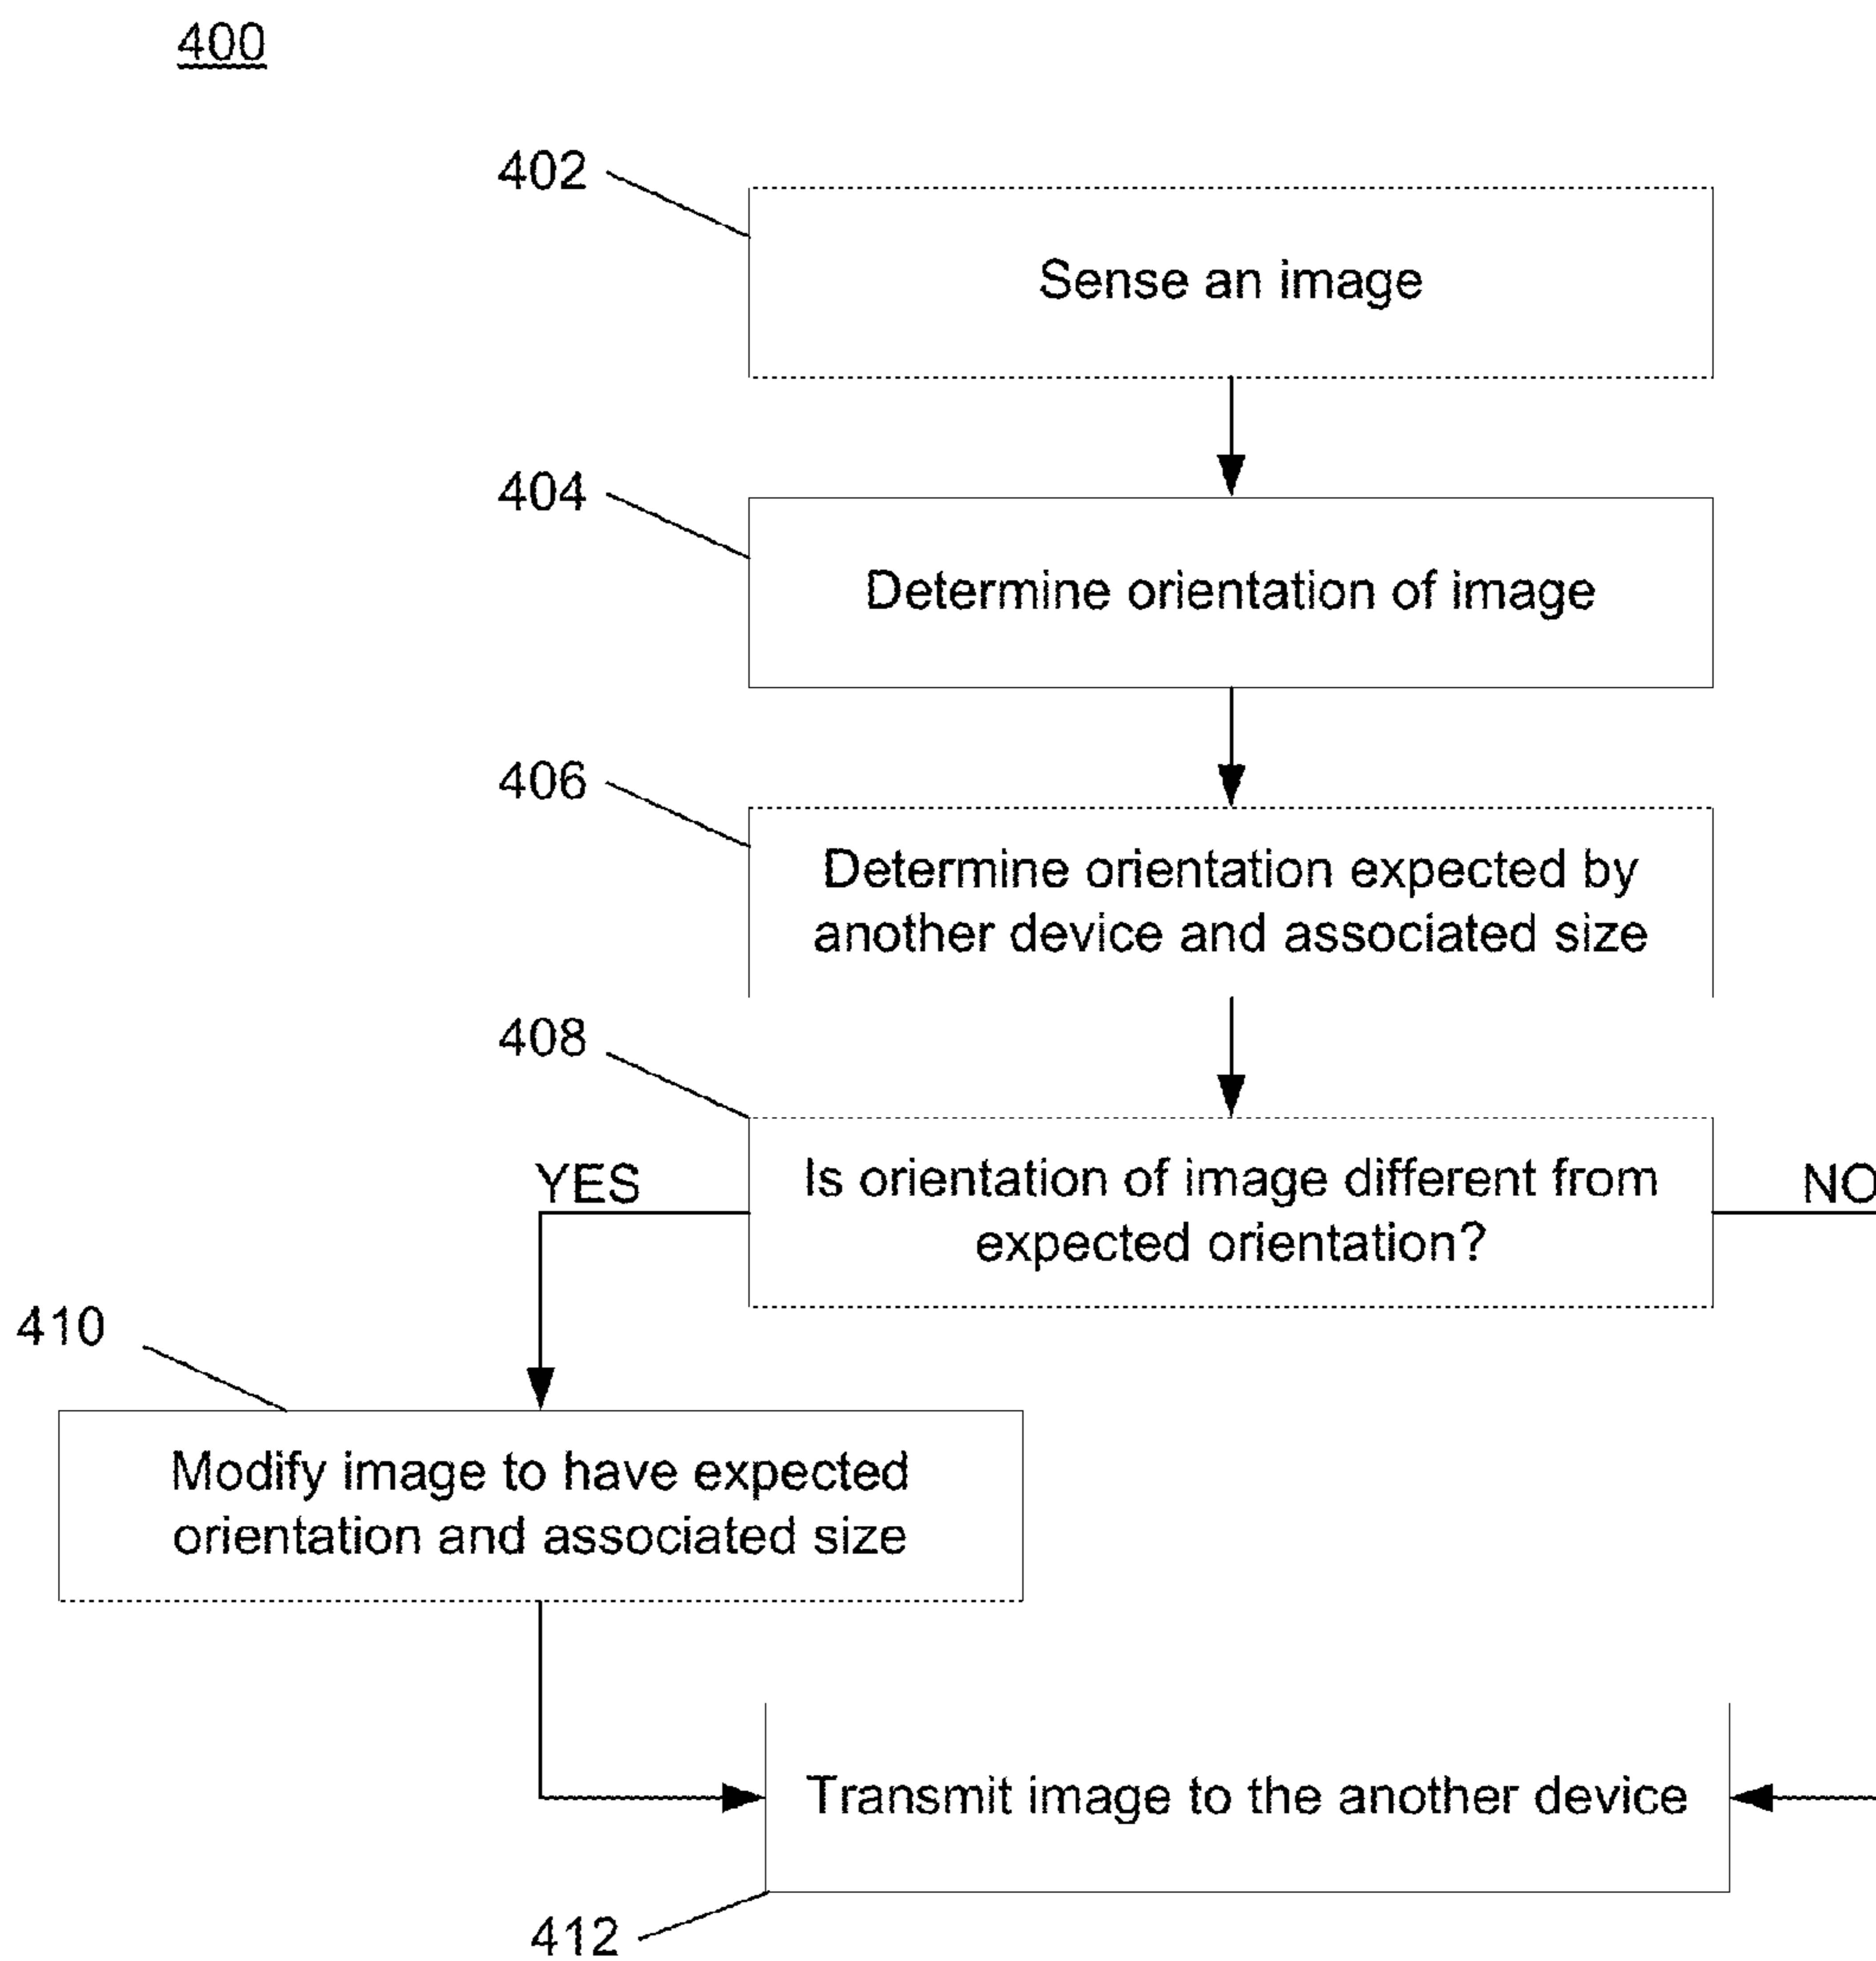 400
402
Sense an image
404
Determine orientation of image
406
Determine orientation expected by
another device and associated size
408
Is orientation of image different from
expected orientation?
YES
NO
410
Modify image to have expected
orientation and associated size
Transmit image to the another device
412